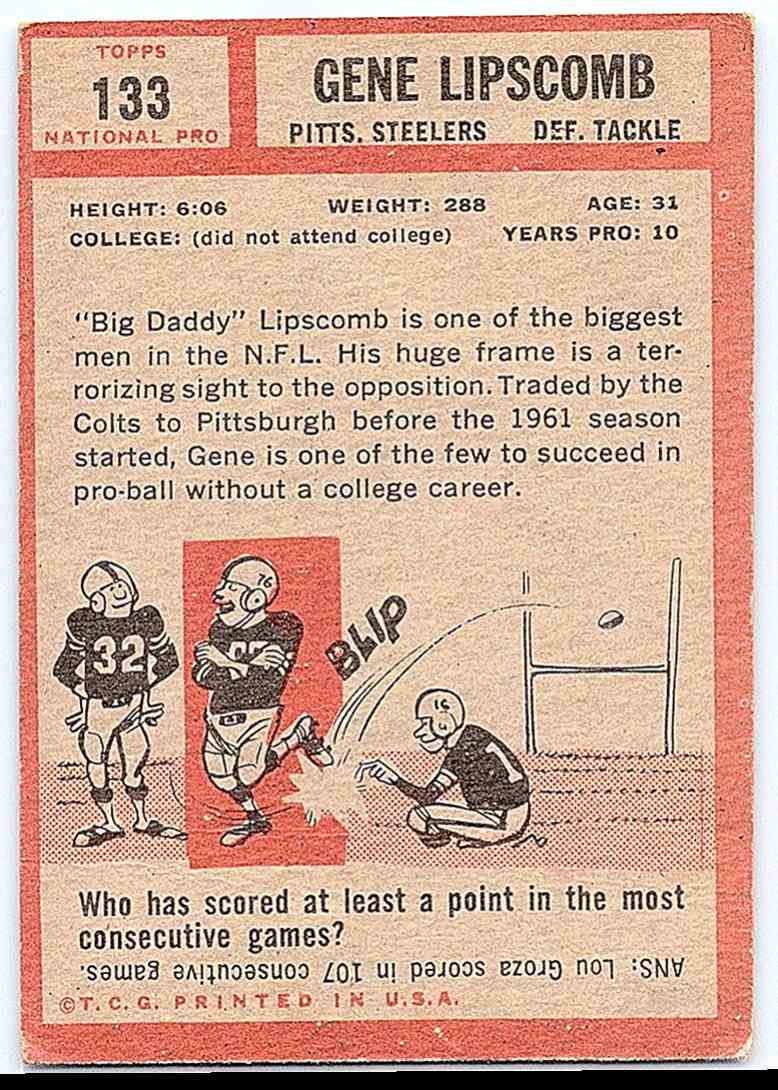 TOPPS
133
NATIONAL PRO
GENE LIPSCOMB
PITTS. STEELERS DEF. TACKLE
HEIGHT: 6:06 WEIGHT: 288 AGE: 31
COLLEGE: (did not attend college) YEARS PRO: 10
"Big Daddy" Lipscomb is one of the biggest
men in the N.F.L. His huge frame is a ter-
rorizing sight to the opposition. Traded by the
Colts to Pittsburgh before the 1961 season
started, Gene is one of the few to succeed in
pro-ball without a college career.
76
32
BLIP
1
Who has scored at least a point in the most
consecutive games?
ANS: Lou Groza scored in 107 consecutive games.
©T.C.G. PRINTED IN U.S.A.